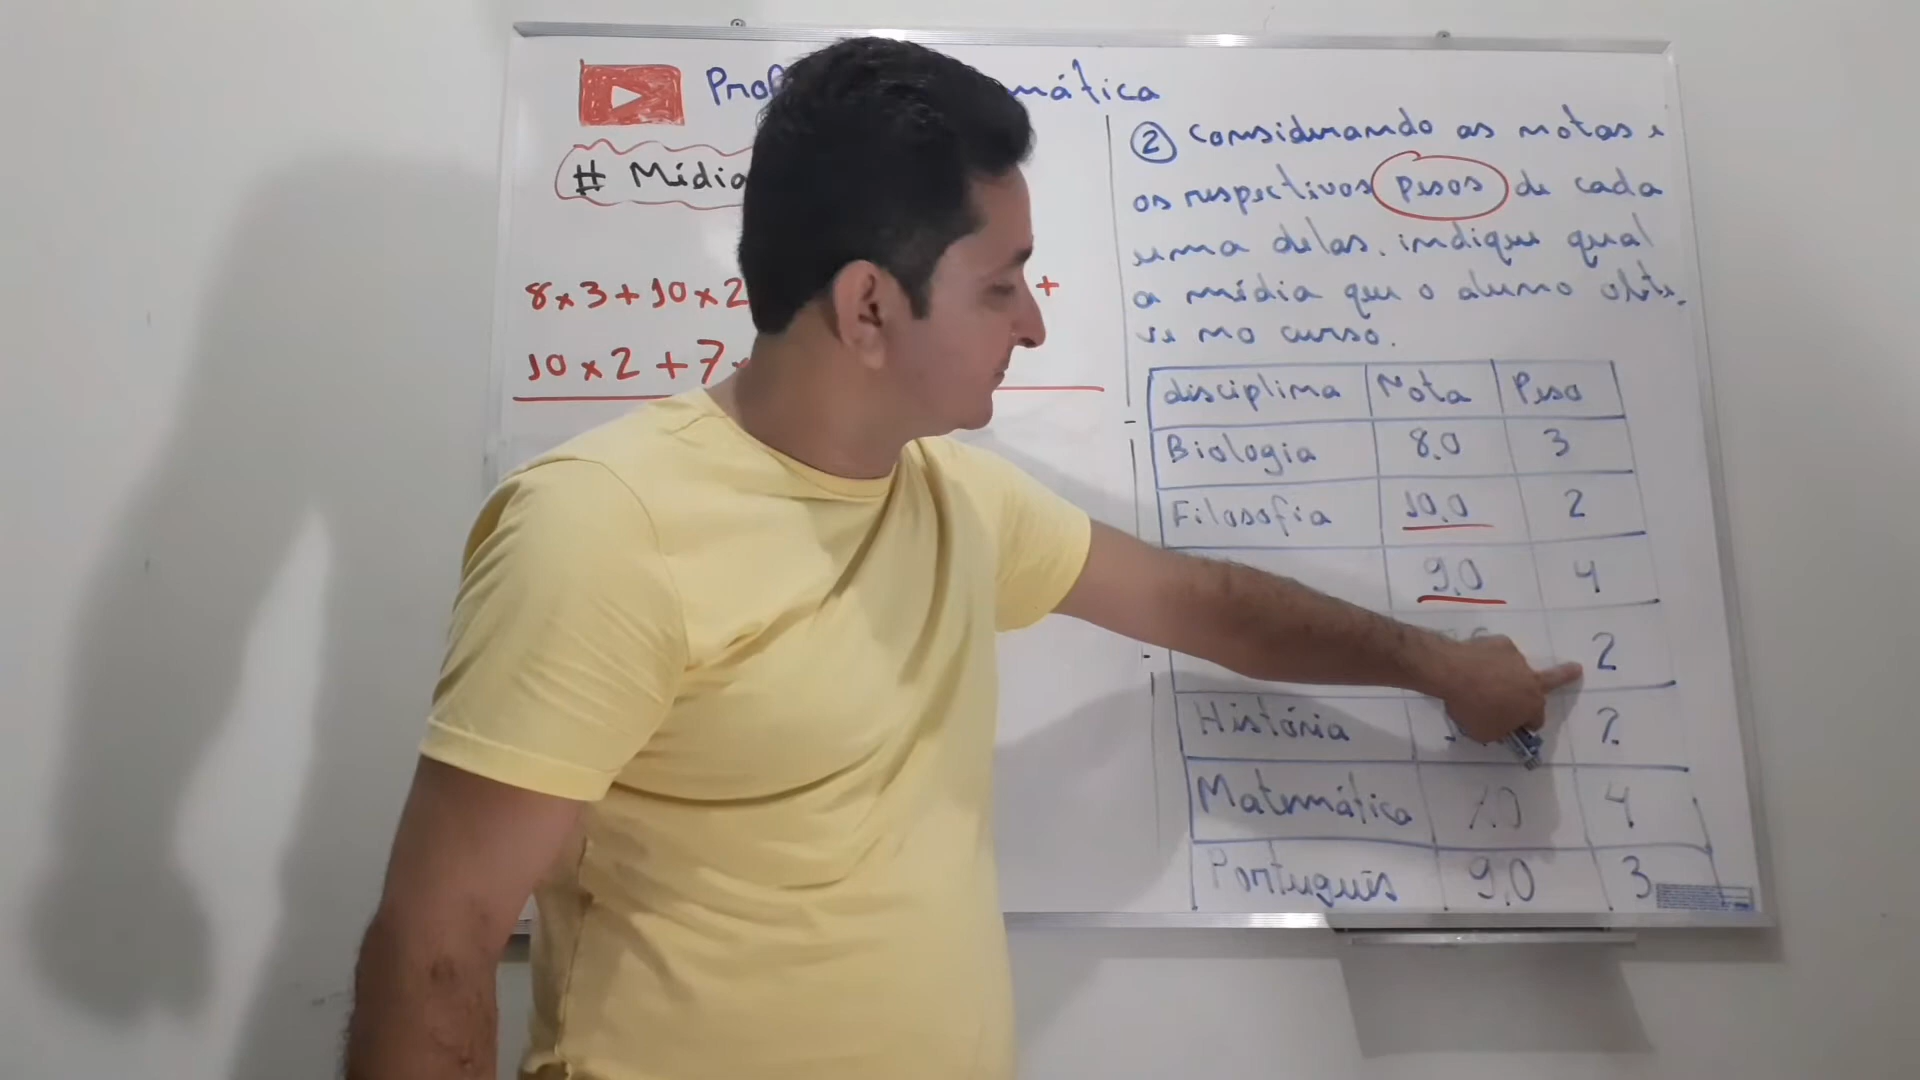 mática
# Média
8x3+10x2
+
10x2+7
② Considerando as notas e
os respectivos pesos de cada
uma delas. indique qual
a média que o aluno obte-
ve no curso.
disciplina Nota Peso
Biologia 8.0 3
Filosofia 10.0 2
9.0 4
2
História 2
Matemática 7.0 4
Português 9.0 3